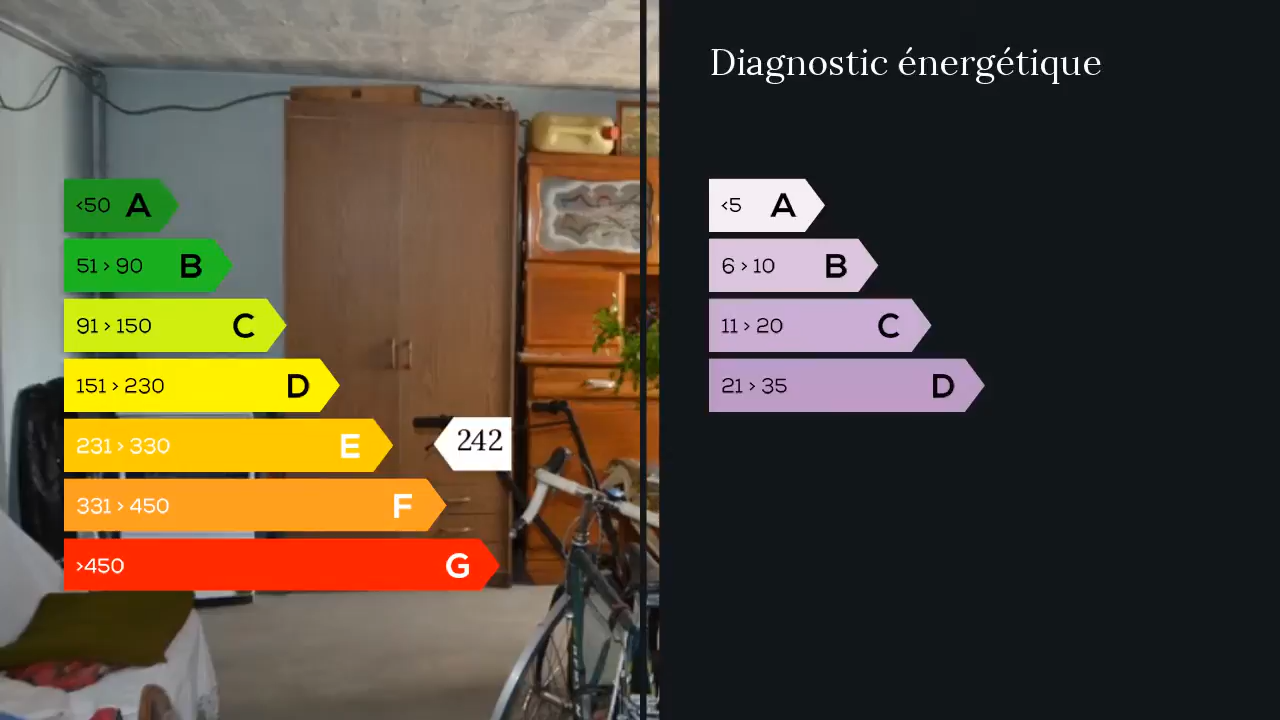 Diagnostic énergétique
<50 A
51 > 90 B
91 > 150 C
151 > 230 D
231 > 330 E
242
331 > 450 F
>450 G
<5 A
6 > 10 B
11 > 20 C
21 > 35 D